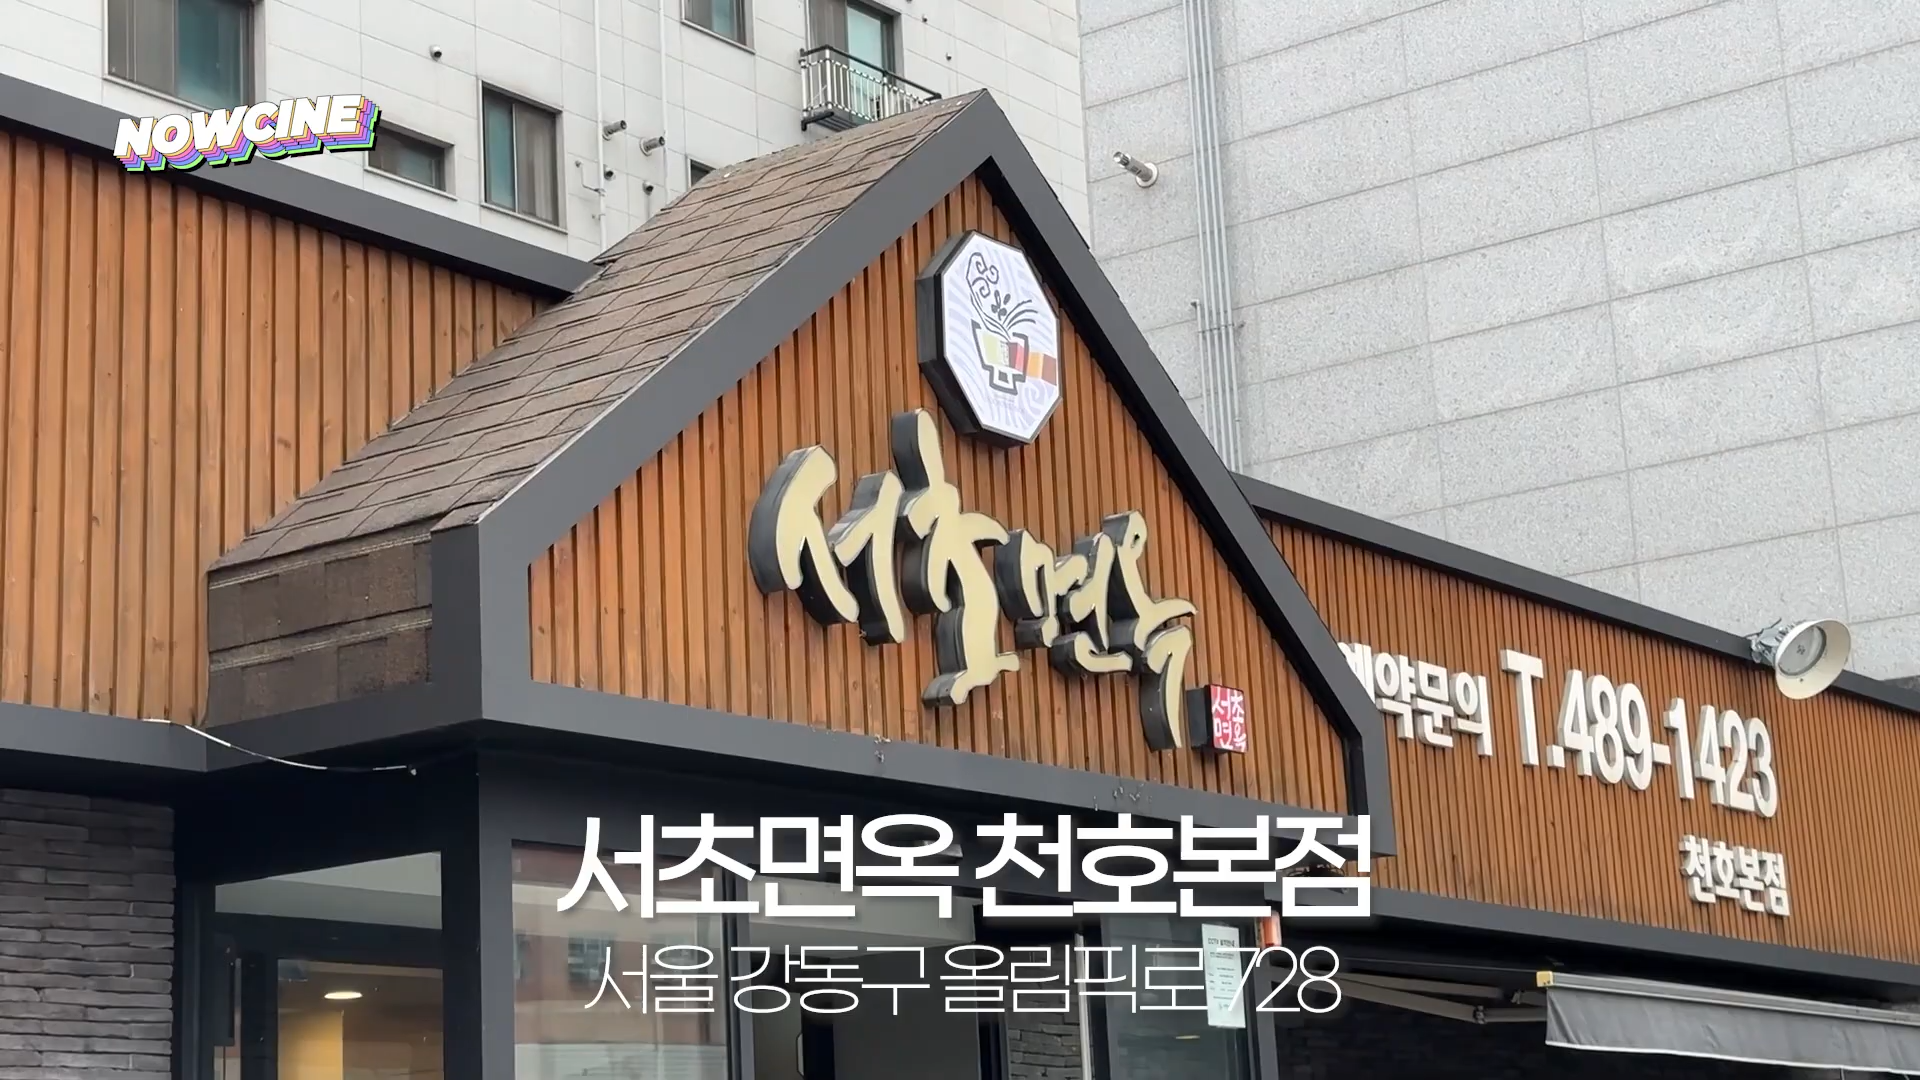 NOWCINE
서초면옥
서초
면옥
예약문의 T.489-1423
천호본점
서초면옥 천호본점
서울 강동구 올림픽로 728